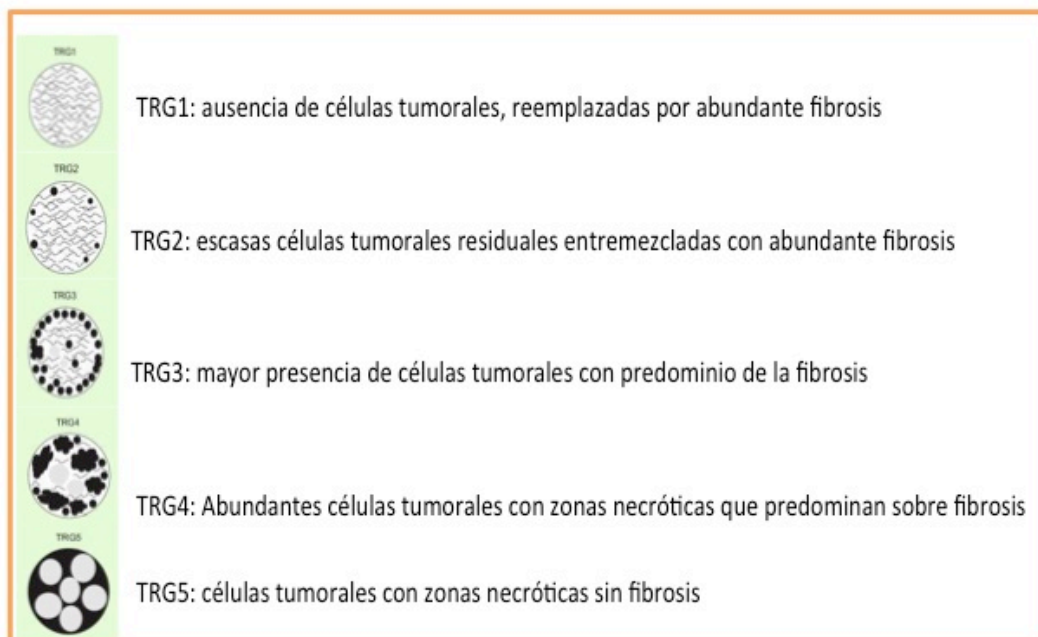 TRG1
TRG1: ausencia de células tumorales, reemplazadas por abundante fibrosis
TRG2
TRG2: escasas células tumorales residuales entremezcladas con abundante fibrosis
TRG3
TRG3: mayor presencia de células tumorales con predominio de la fibrosis
TRG4
TRG4: Abundantes células tumorales con zonas necróticas que predominan sobre fibrosis
TRG5
TRG5: células tumorales con zonas necróticas sin fibrosis